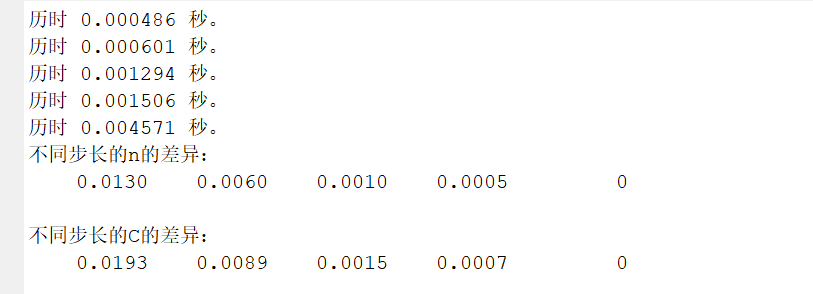 历时 0.000486 秒。
历时 0.000601 秒。
历时 0.001294 秒。
历时 0.001506 秒。
历时 0.004571 秒。
不同步长的n的差异:
0.0130 0.0060 0.0010 0.0005 0
不同步长的C的差异:
0.0193 0.0089 0.0015 0.0007 0